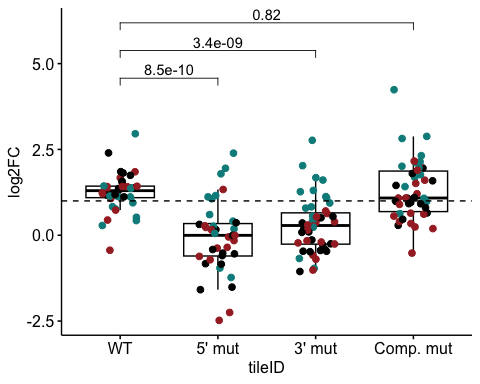 0.82
3.4e-09
8.5e-10
log2FC
5.0
2.5
0.0
-2.5
WT 5' mut 3' mut Comp. mut
tileID